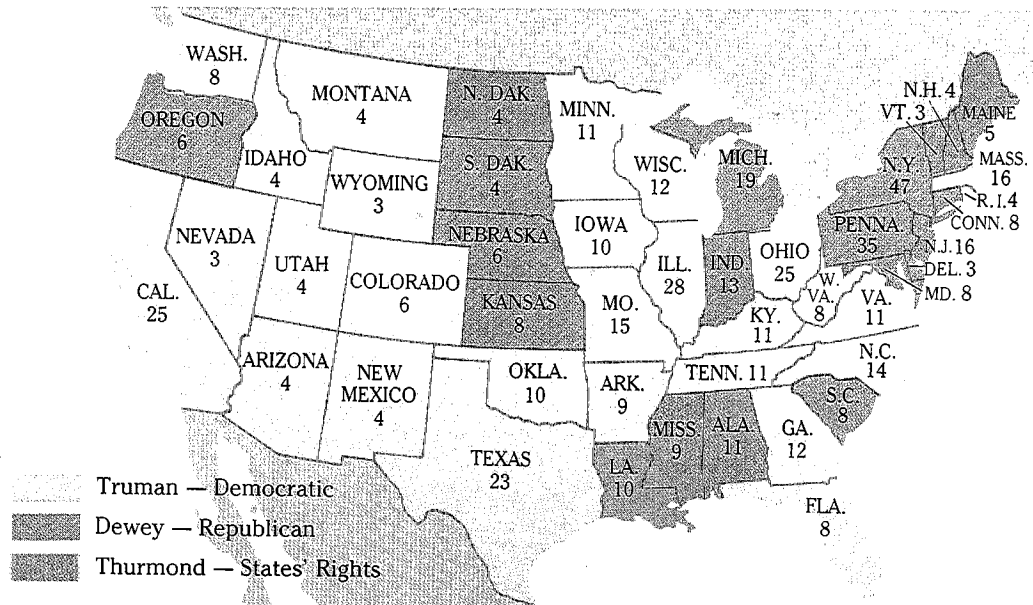 WASH.
8
OREGON
6
MONTANA
4
IDAHO
4
WYOMING
3
N. DAK.
4
S. DAK.
4
NEBRASKA
6
KANSAS
8
MINN.
11
WISC.
12
IOWA
10
MICH.
19
N.H. 4
VT. 3
MAINE
5
N.Y.
47
MASS.
16
R.I. 4
CONN. 8
PENNA.
35
N.J. 16
DEL. 3
MD. 8
NEVADA
3
UTAH
4
COLORADO
6
CAL.
25
ILL.
28
IND
13
OHIO
25
W.
VA.
8
VA.
11
MO.
15
KY.
11
N.C.
14
ARIZONA
4
NEW
MEXICO
4
OKLA.
10
ARK.
9
TENN. 11
S.C.
8
MISS.
9
ALA.
11
GA.
12
LA.
10
TEXAS
23
FLA.
8
Truman — Democratic
Dewey — Republican
Thurmond — States' Rights